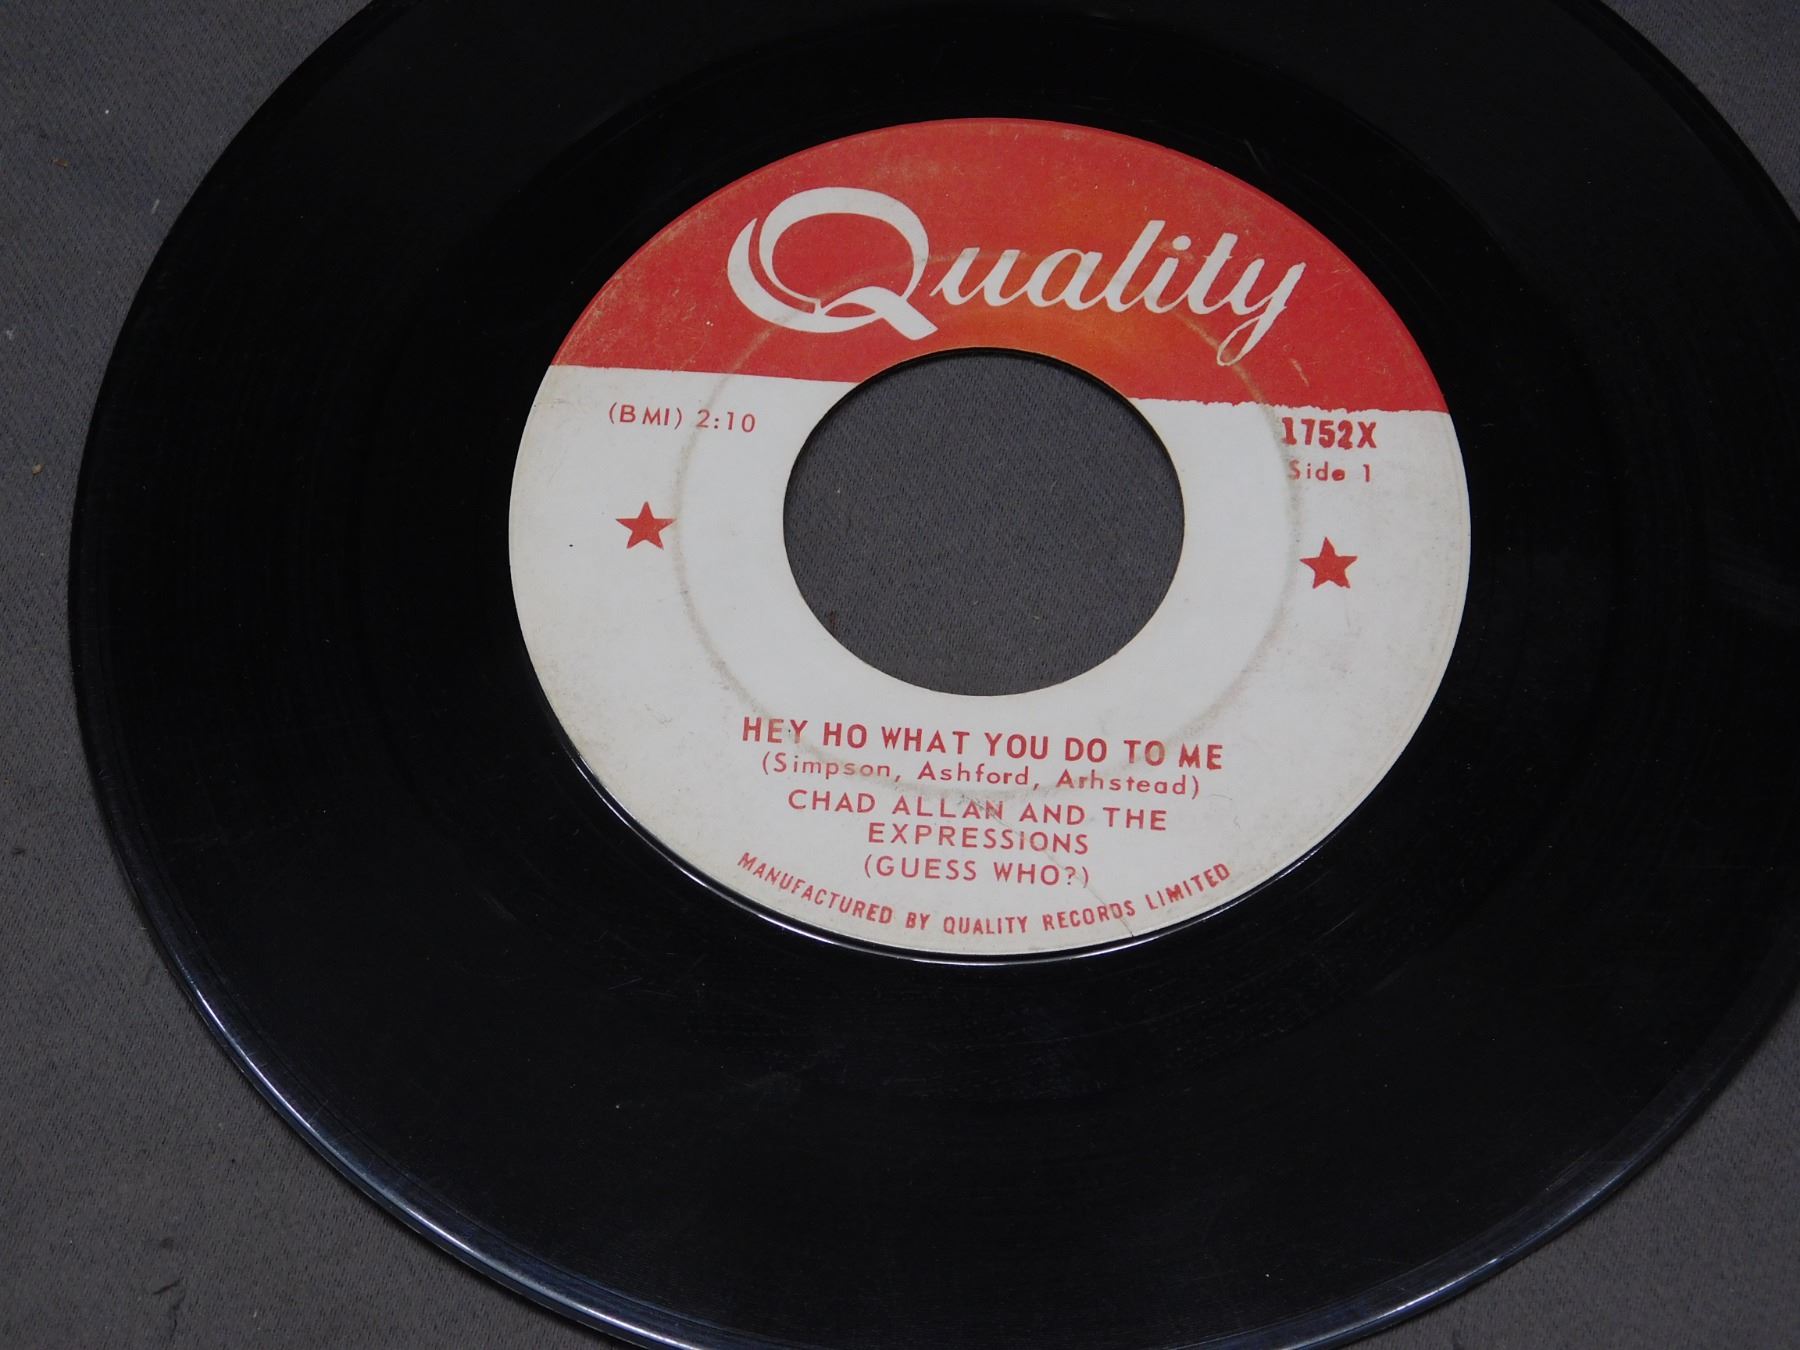 Quality
(BMI) 2:10
1752X
Side 1
HEY HO WHAT YOU DO TO ME
(Simpson, Ashford, Arhstead)
CHAD ALLAN AND THE
EXPRESSIONS
(GUESS WHO?)
MANUFACTURED BY QUALITY RECORDS LIMITED